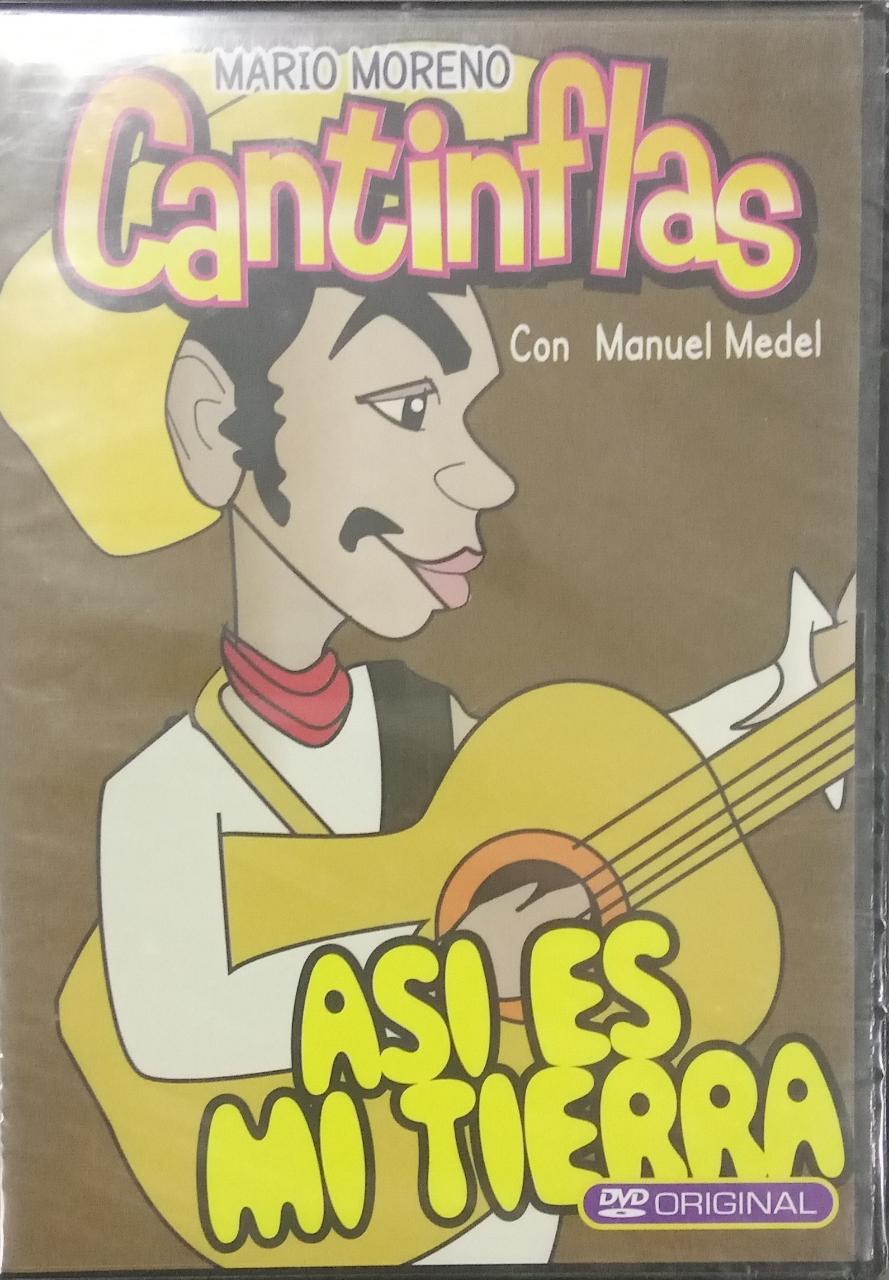 MARIO MORENO
Cantinflas
Con Manuel Medel
ASI ES
MI TIERRA
DVD ORIGINAL